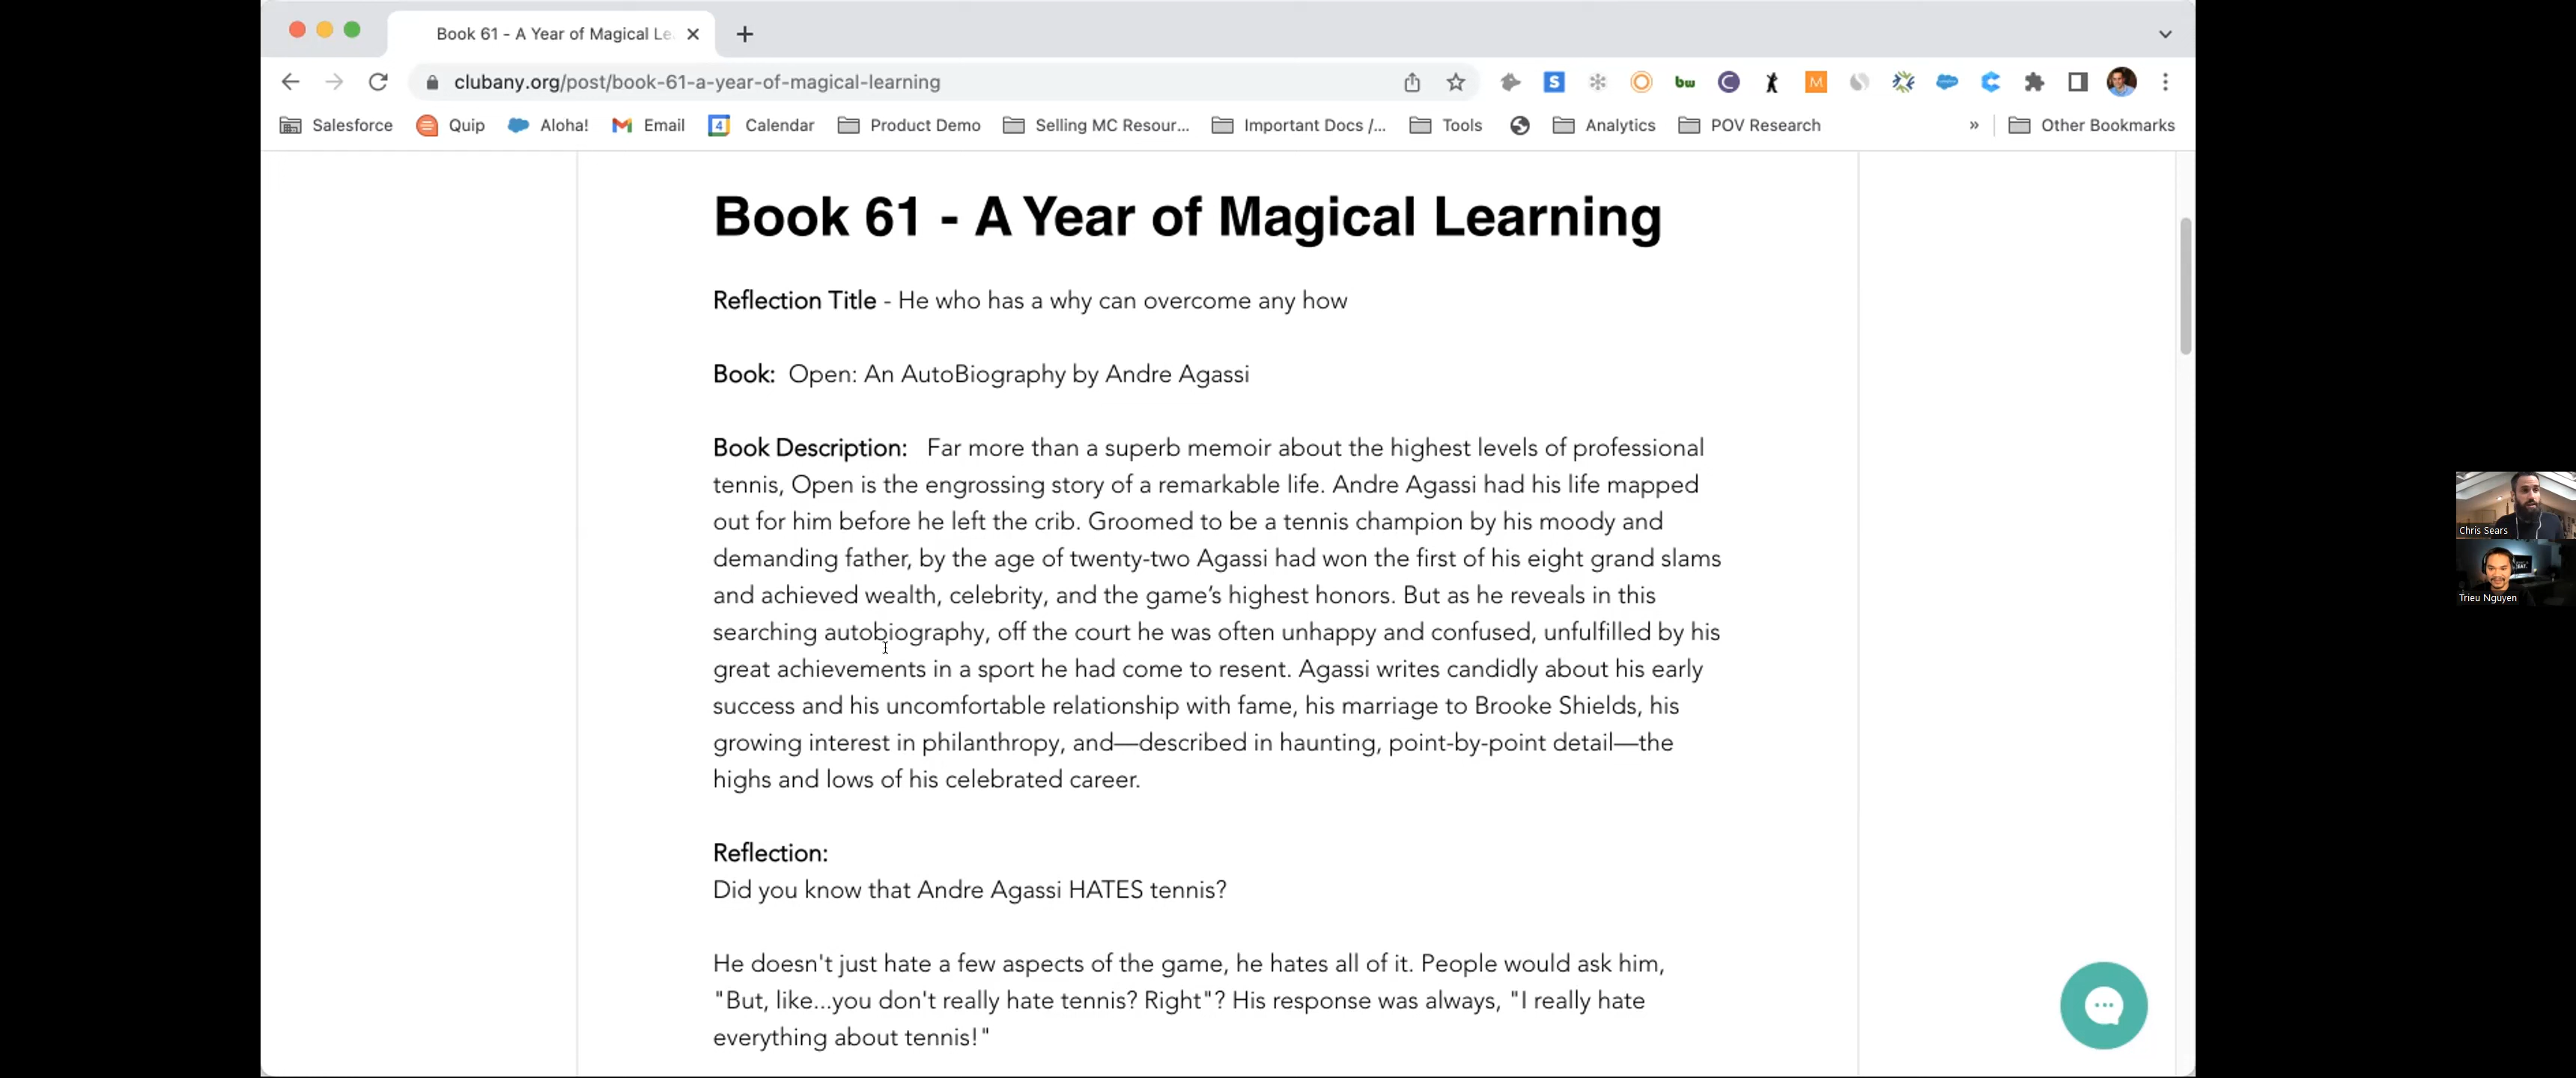 Book 61 - A Year of Magical Le
clubany.org/post/book-61-a-year-of-magical-learning
S
bw
C
M
Salesforce
Quip
Aloha!
Email
4
Calendar
Product Demo
Selling MC Resour...
Important Docs /...
Tools
Analytics
POV Research
»
Other Bookmarks
Book 61 - A Year of Magical Learning
Reflection Title - He who has a why can overcome any how
Book: Open: An AutoBiography by Andre Agassi
Book Description: Far more than a superb memoir about the highest levels of professional
tennis, Open is the engrossing story of a remarkable life. Andre Agassi had his life mapped
out for him before he left the crib. Groomed to be a tennis champion by his moody and
demanding father, by the age of twenty-two Agassi had won the first of his eight grand slams
and achieved wealth, celebrity, and the game's highest honors. But as he reveals in this
searching autobiography, off the court he was often unhappy and confused, unfulfilled by his
great achievements in a sport he had come to resent. Agassi writes candidly about his early
success and his uncomfortable relationship with fame, his marriage to Brooke Shields, his
growing interest in philanthropy, and—described in haunting, point-by-point detail—the
highs and lows of his celebrated career.
Reflection:
Did you know that Andre Agassi HATES tennis?
He doesn't just hate a few aspects of the game, he hates all of it. People would ask him,
"But, like...you don't really hate tennis? Right"? His response was always, "I really hate
everything about tennis!"
Chris Sears
Trieu Nguyen